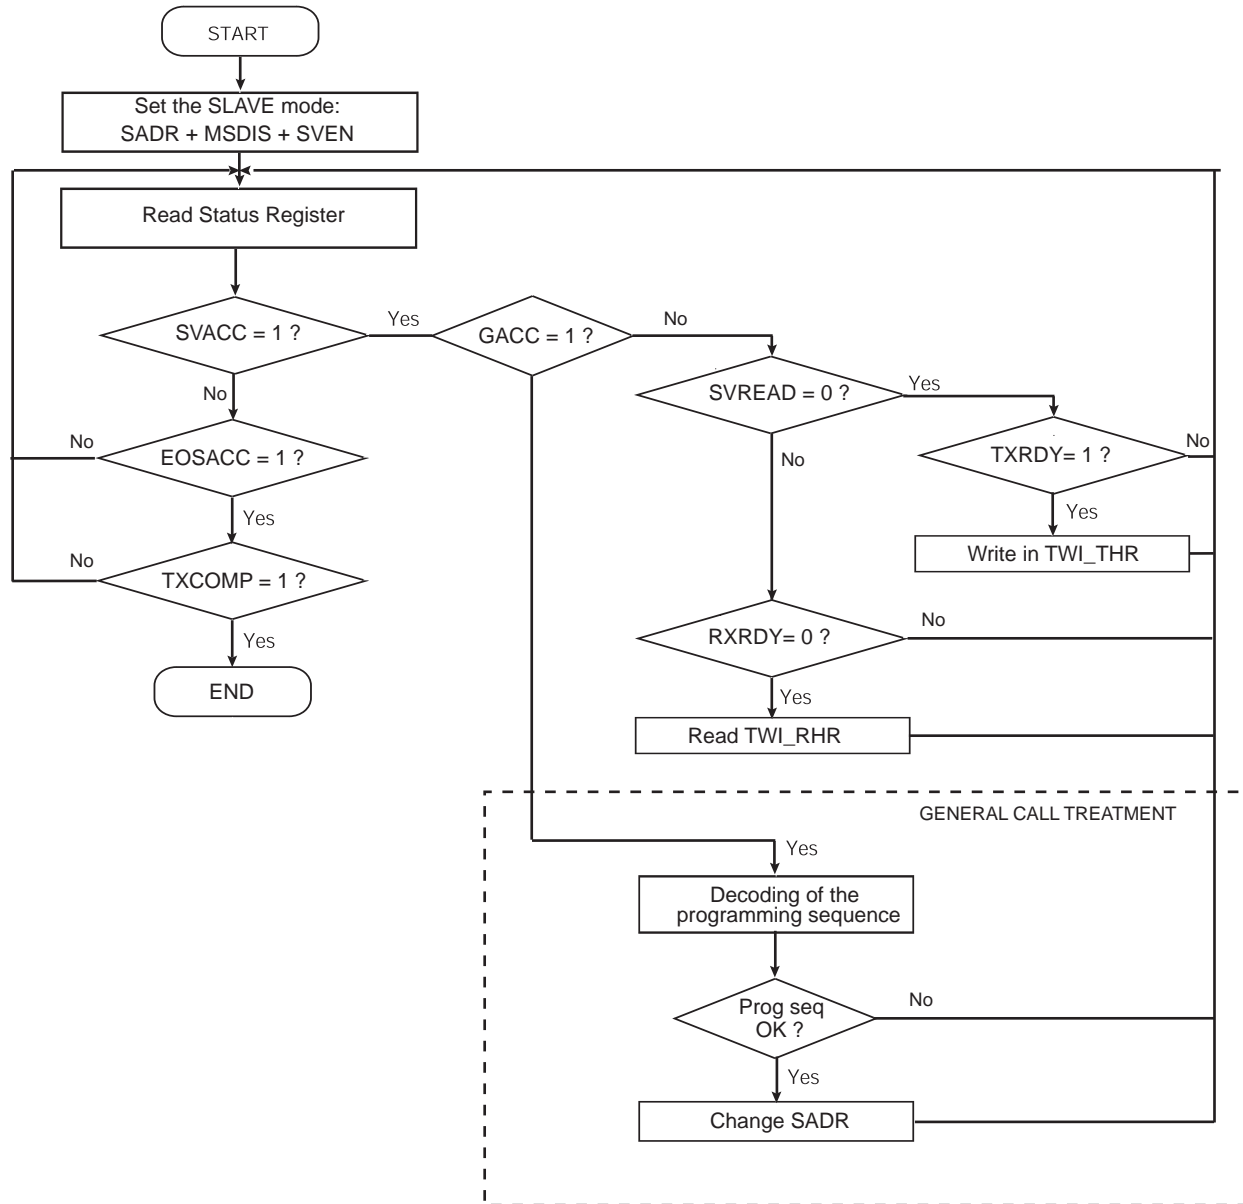 START
Set the SLAVE mode:
SADR + MSDIS + SVEN
Read Status Register
SVACC = 1 ?
Yes
GACC = 1 ?
No
SVREAD = 0 ?
Yes
No
EOSACC = 1 ?
No
No
TXRDY= 1 ?
No
Yes
Yes
Write in TWI_THR
No
TXCOMP = 1 ?
RXRDY= 0 ?
No
Yes
END
Yes
Read TWI_RHR
GENERAL CALL TREATMENT
Yes
Decoding of the
programming sequence
Prog seq
OK ?
No
Yes
Change SADR